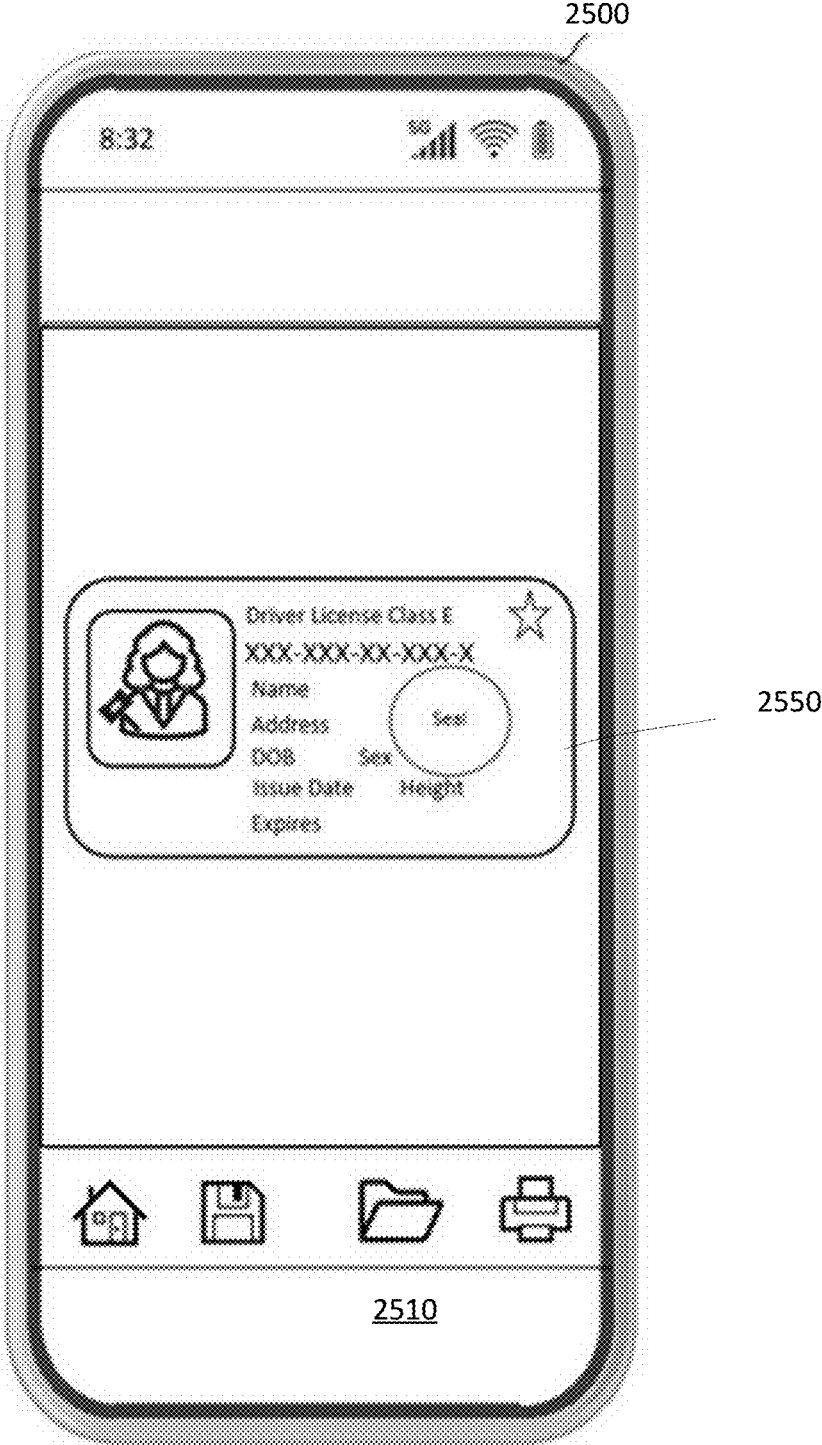 2500
8:32
5G
Driver License Class E
XXX-XXX-XX-XXX-X
Name
Address
Seal
DOB Sex
Issue Date Height
Expires
2550
2510